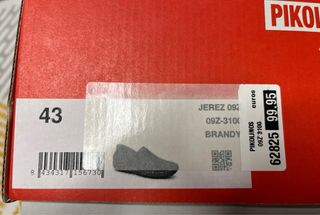 PIKOL
43
JEREZ 09Z
09Z-3100
BRANDY
8 434317 156730
PIKOLINOS
09Z 3100
62825
euros
99.95